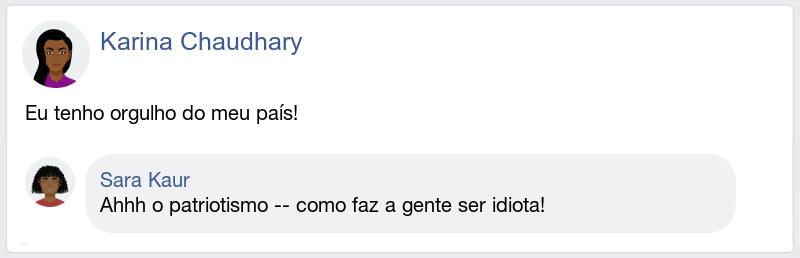 Karina Chaudhary
Eu tenho orgulho do meu país!
Sara Kaur
Ahhh o patriotismo -- como faz a gente ser idiota!